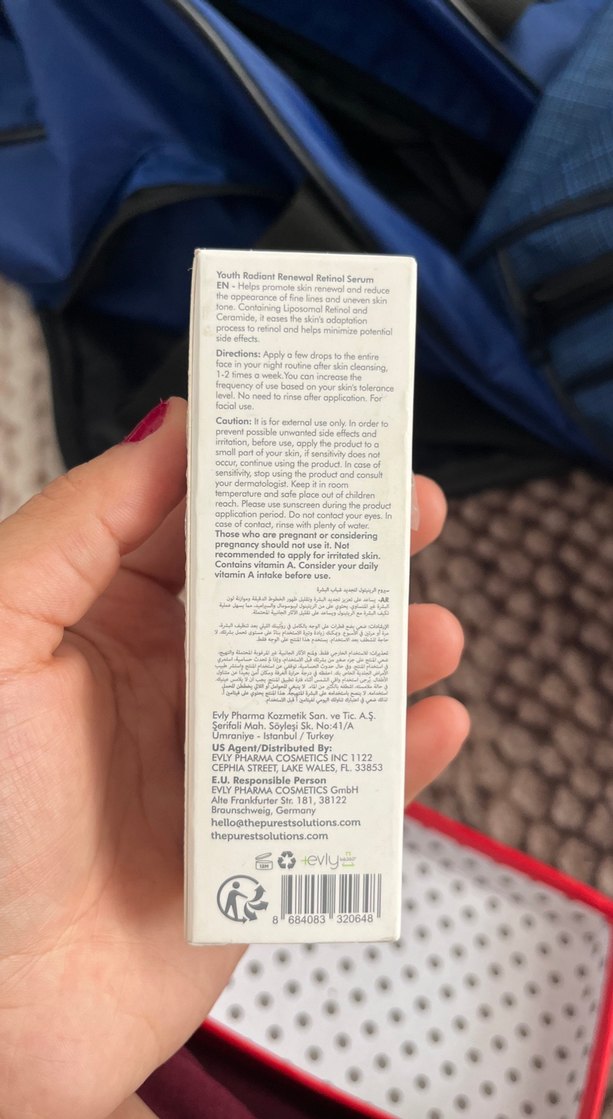 Youth Radiant Renewal Retinol Serum
EN - Helps promote skin renewal and reduce
the appearance of fine lines and uneven skin
tone. Containing Liposomal Retinol and
Ceramide, it eases the skin's adaptation
process to retinol and helps minimize potential
side effects.
Directions: Apply a few drops to the entire
face in your night routine after skin cleansing,
1-2 times a week.You can increase the
frequency of use based on your skin's tolerance
level. No need to rinse after application. For
facial use.
Caution: It is for external use only. In order to
prevent possible unwanted side effects and
irritation, before use, apply the product to a
small part of your skin, if sensitivity does not
occur, continue using the product. In case of
sensitivity, stop using the product and consult
your dermatologist. Keep it in room
temperature and safe place out of children
reach. Please use sunscreen during the product
application period. Do not contact your eyes. In
case of contact, rinse with plenty of water.
Those who are pregnant or considering
pregnancy should not use it. Not
recommended to apply for irritated skin.
Contains vitamin A. Consider your daily
vitamin A intake before use.
سيروم الريتينول لتجديد شباب البشرة
Evly Pharma Kozmetik San. ve Tic. A.Ş.
Şerifali Mah. Söyleşi Sk. No:41/A
Ümraniye - Istanbul / Turkey
US Agent/Distributed By:
EVLY PHARMA COSMETICS INC 1122
CEPHIA STREET, LAKE WALES, FL. 33853
E.U. Responsible Person
EVLY PHARMA COSMETICS GmbH
Alte Frankfurter Str. 181, 38122
Braunschweig, Germany
hello@thepurestsolutions.com
thepurestsolutions.com
12M evly
8 684083 320648